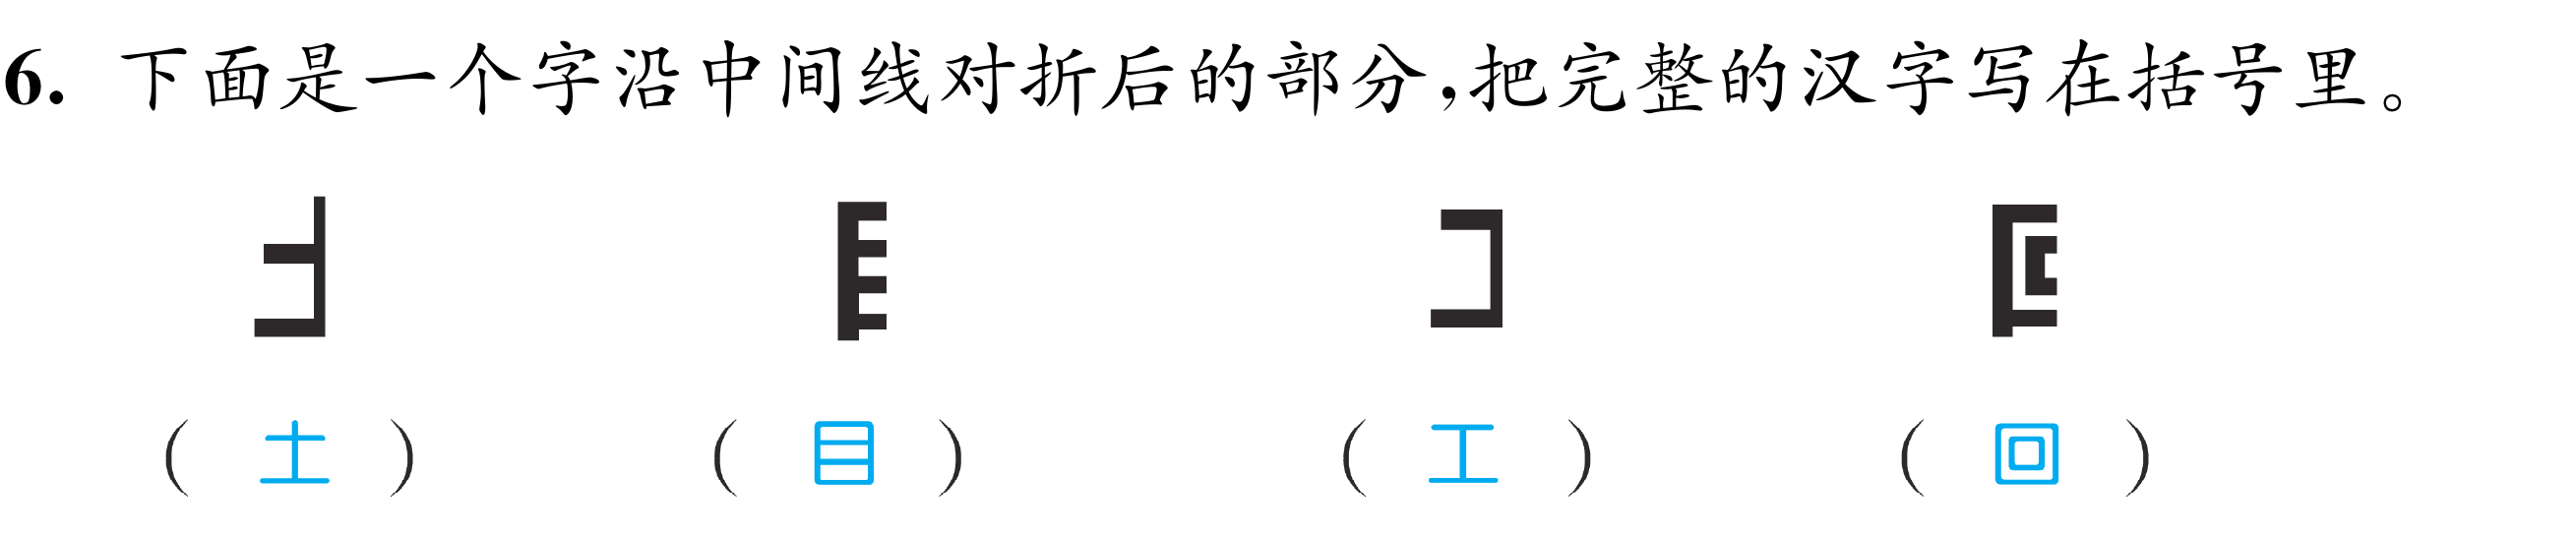 6. 下面是一个字沿中间线对折后的部分,把完整的汉字写在括号里。
( 土 ) ( 目 ) ( 工 ) ( 回 )